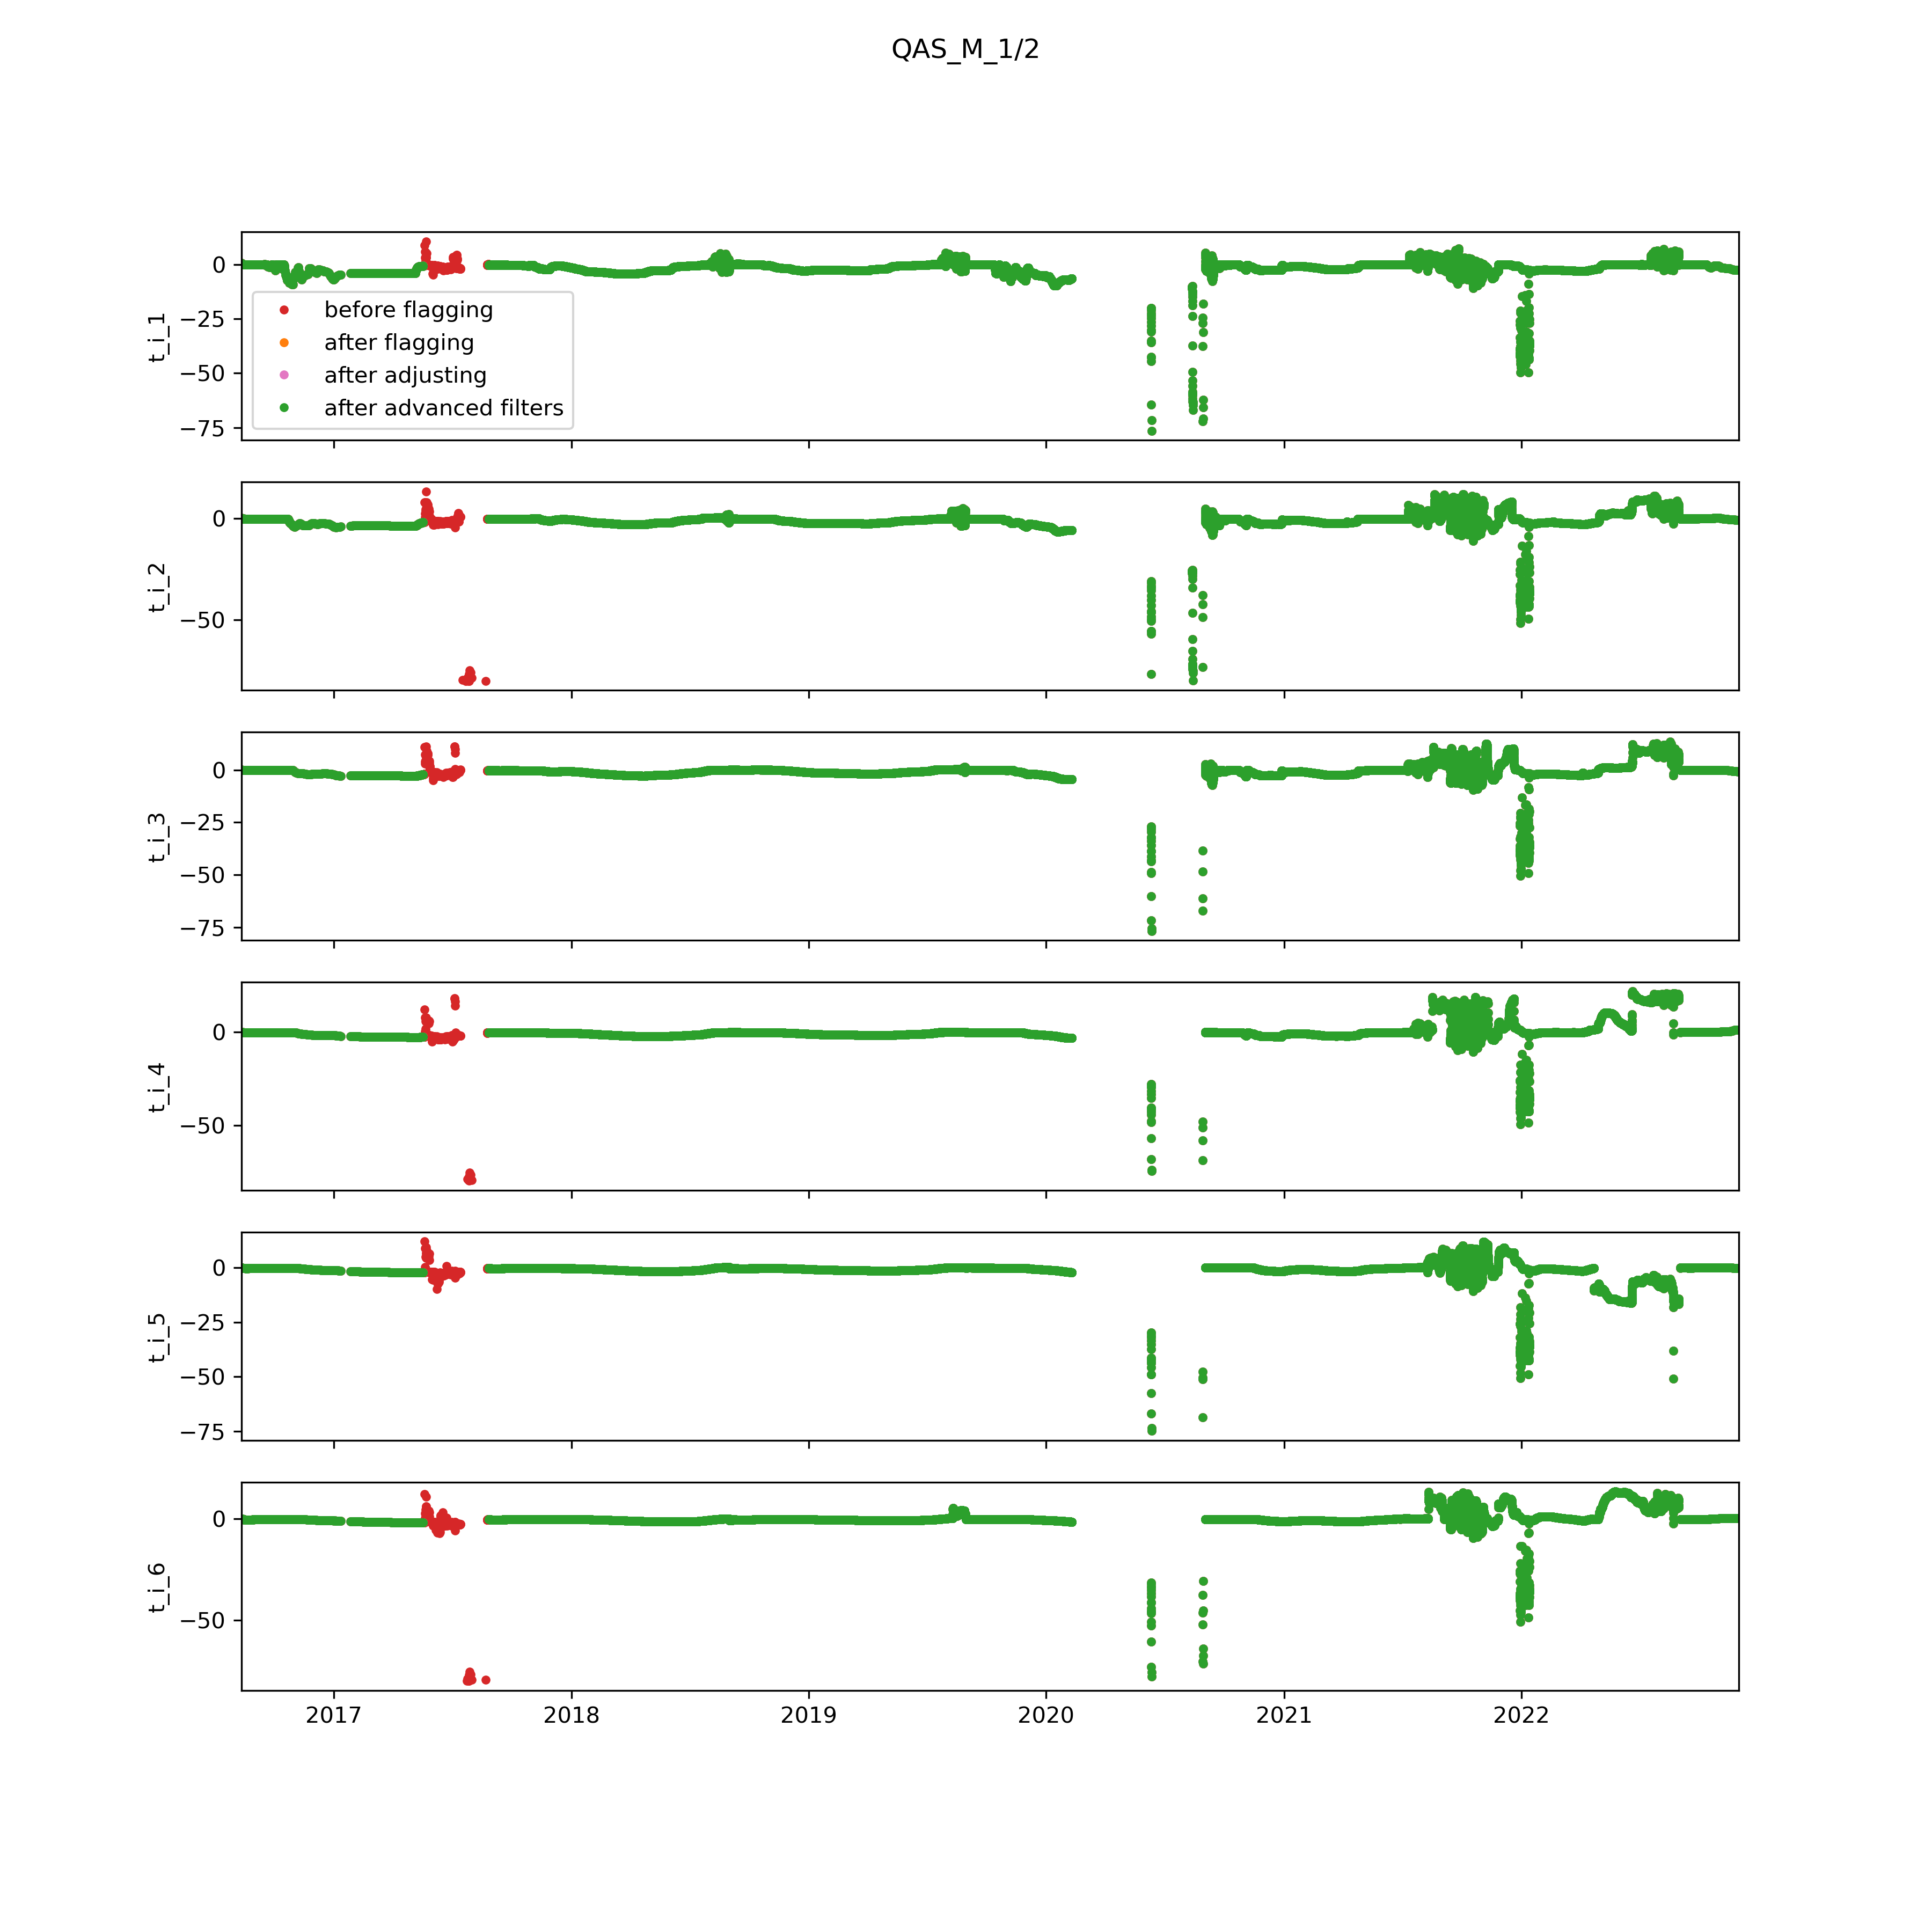 QAS_M_1/2
0
−25
−50
−75
t_i_1
before flagging
after flagging
after adjusting
after advanced filters
0
−50
t_i_2
0
−25
−50
−75
t_i_3
0
−50
t_i_4
0
−25
−50
−75
t_i_5
0
−50
t_i_6
2017 2018 2019 2020 2021 2022